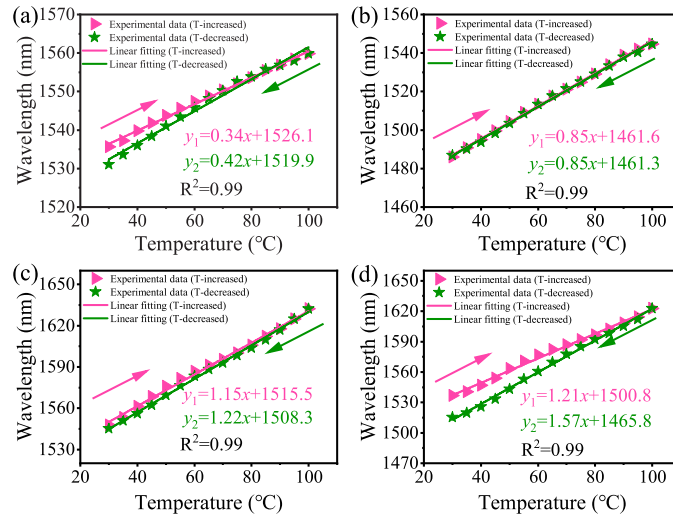 (a)
Experimental data (T-increased)
Experimental data (T-decreased)
Linear fitting (T-increased)
Linear fitting (T-decreased)
1570
1560
1550
1540
1530
1520
Wavelength (nm)
y₁=0.34x+1526.1
y₂=0.42x+1519.9
R²=0.99
20 40 60 80 100
Temperature (°C)
(b)
Experimental data (T-increased)
Experimental data (T-decreased)
Linear fitting (T-increased)
Linear fitting (T-decreased)
1560
1540
1520
1500
1480
1460
Wavelength (nm)
y₁=0.85x+1461.6
y₂=0.85x+1461.3
R²=0.99
20 40 60 80 100
Temperature (°C)
(c)
Experimental data (T-increased)
Experimental data (T-decreased)
Linear fitting (T-increased)
Linear fitting (T-decreased)
1650
1620
1590
1560
1530
Wavelength (nm)
y₁=1.15x+1515.5
y₂=1.22x+1508.3
R²=0.99
20 40 60 80 100
Temperature (°C)
(d)
Experimental data (T-increased)
Experimental data (T-decreased)
Linear fitting (T-increased)
Linear fitting (T-decreased)
1650
1620
1590
1560
1530
1500
1470
Wavelength (nm)
y₁=1.21x+1500.8
y₂=1.57x+1465.8
R²=0.99
20 40 60 80 100
Temperature (°C)